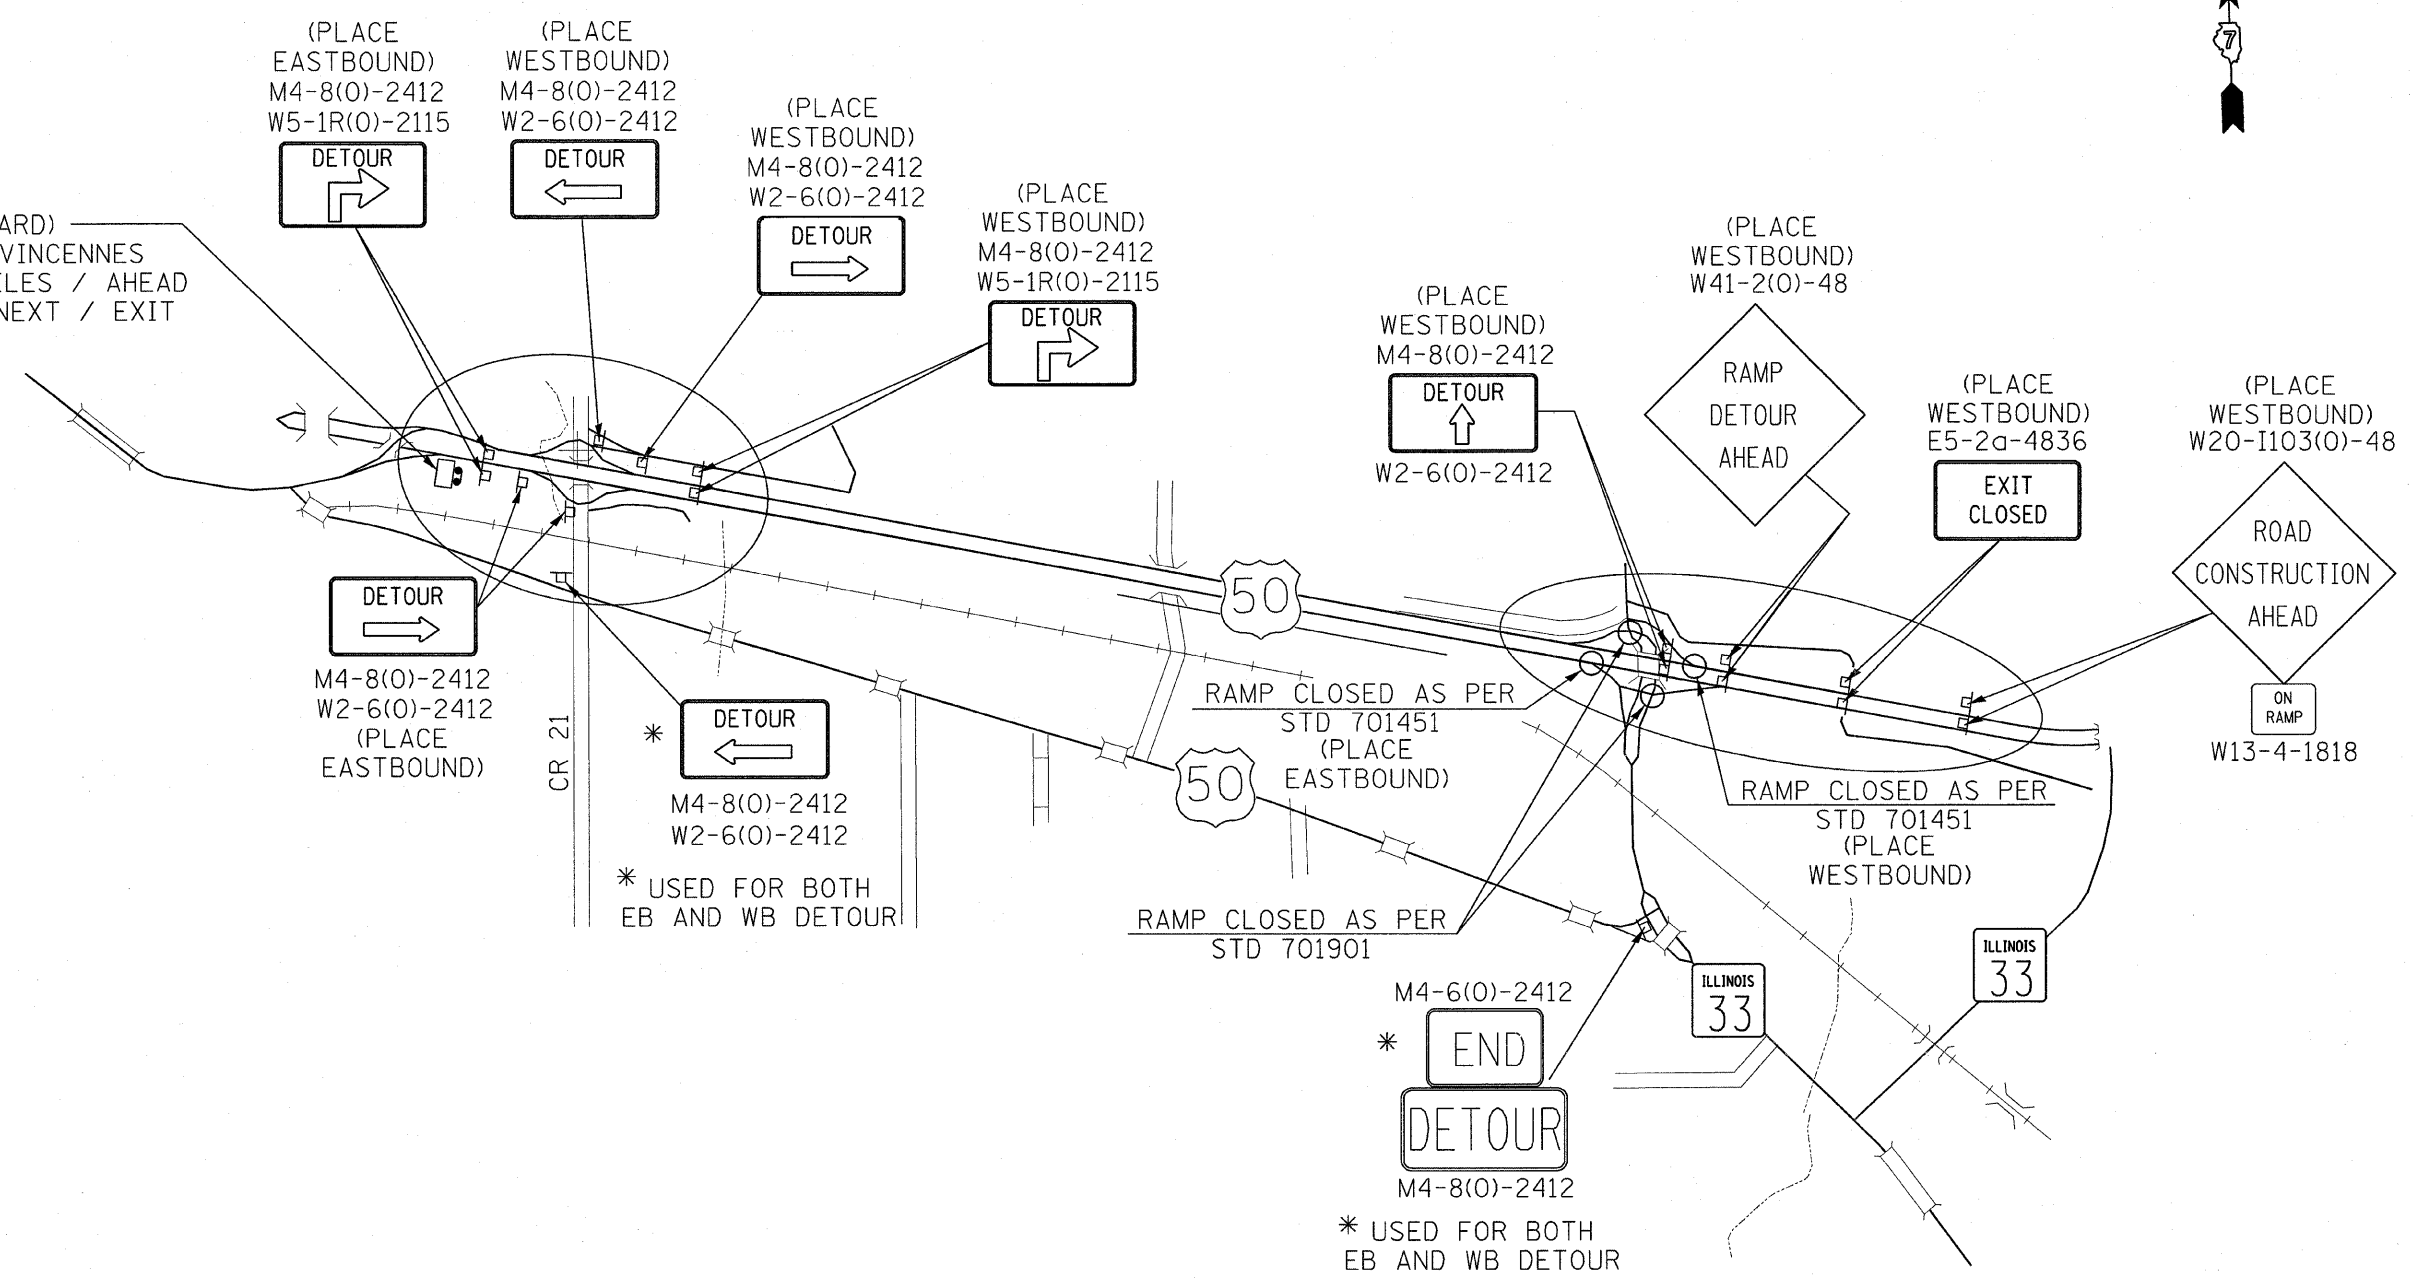 7
(PLACE
EASTBOUND)
M4-8(O)-2412
W5-1R(O)-2115
DETOUR
(PLACE
WESTBOUND)
M4-8(O)-2412
W2-6(O)-2412
DETOUR
(PLACE
WESTBOUND)
M4-8(O)-2412
W2-6(O)-2412
DETOUR
(PLACE
WESTBOUND)
M4-8(O)-2412
W5-1R(O)-2115
DETOUR
ARD)
VINCENNES
LES / AHEAD
NEXT / EXIT
(PLACE
WESTBOUND)
M4-8(O)-2412
DETOUR
W2-6(O)-2412
(PLACE
WESTBOUND)
W41-2(O)-48
RAMP
DETOUR
AHEAD
(PLACE
WESTBOUND)
E5-2a-4836
EXIT
CLOSED
(PLACE
WESTBOUND)
W20-I103(O)-48
ROAD
CONSTRUCTION
AHEAD
ON
RAMP
W13-4-1818
DETOUR
M4-8(O)-2412
W2-6(O)-2412
(PLACE
EASTBOUND)
CR 21
* DETOUR
M4-8(O)-2412
W2-6(O)-2412
* USED FOR BOTH
EB AND WB DETOUR
50
50
RAMP CLOSED AS PER
STD 701451
(PLACE
EASTBOUND)
RAMP CLOSED AS PER
STD 701451
(PLACE
WESTBOUND)
RAMP CLOSED AS PER
STD 701901
ILLINOIS
33
ILLINOIS
33
M4-6(O)-2412
* END
DETOUR
M4-8(O)-2412
* USED FOR BOTH
EB AND WB DETOUR